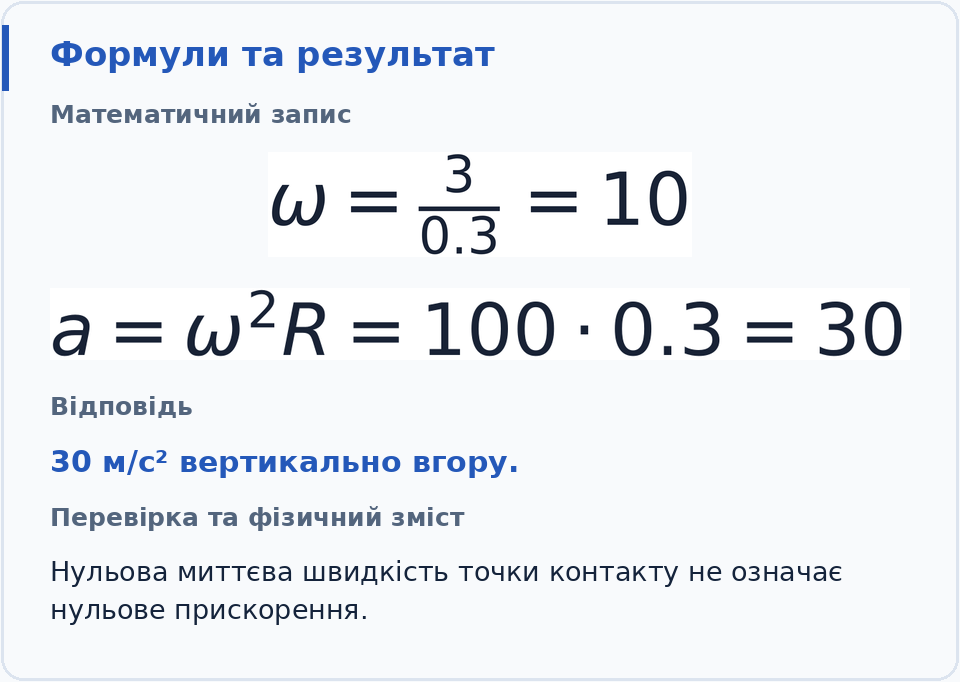 Формули та результат
Математичний запис
ω = 3/0.3 = 10
a = ω²R = 100 · 0.3 = 30
Відповідь
30 м/с² вертикально вгору.
Перевірка та фізичний зміст
Нульова миттєва швидкість точки контакту не означає
нульове прискорення.